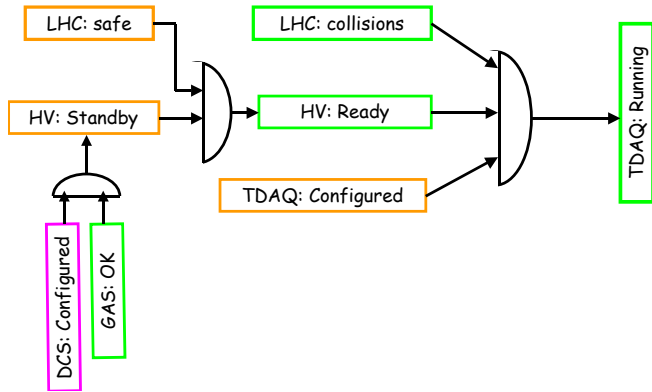 LHC: safe
LHC: collisions
HV: Standby
HV: Ready
TDAQ: Running
TDAQ: Configured
DCS: Configured
GAS: OK